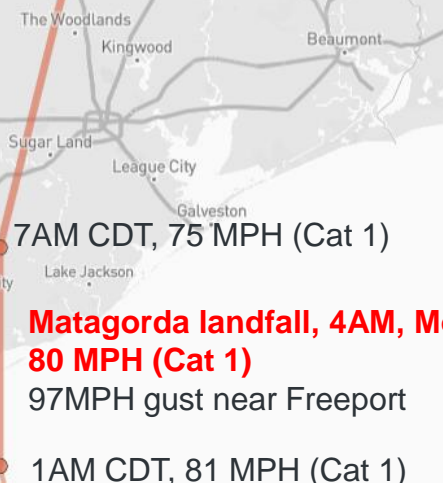 The Woodlands
Kingwood
Beaumont
Sugar Land
League City
Galveston
7AM CDT, 75 MPH (Cat 1)
Lake Jackson
ty
Matagorda landfall, 4AM, M
80 MPH (Cat 1)
97MPH gust near Freeport
1AM CDT, 81 MPH (Cat 1)